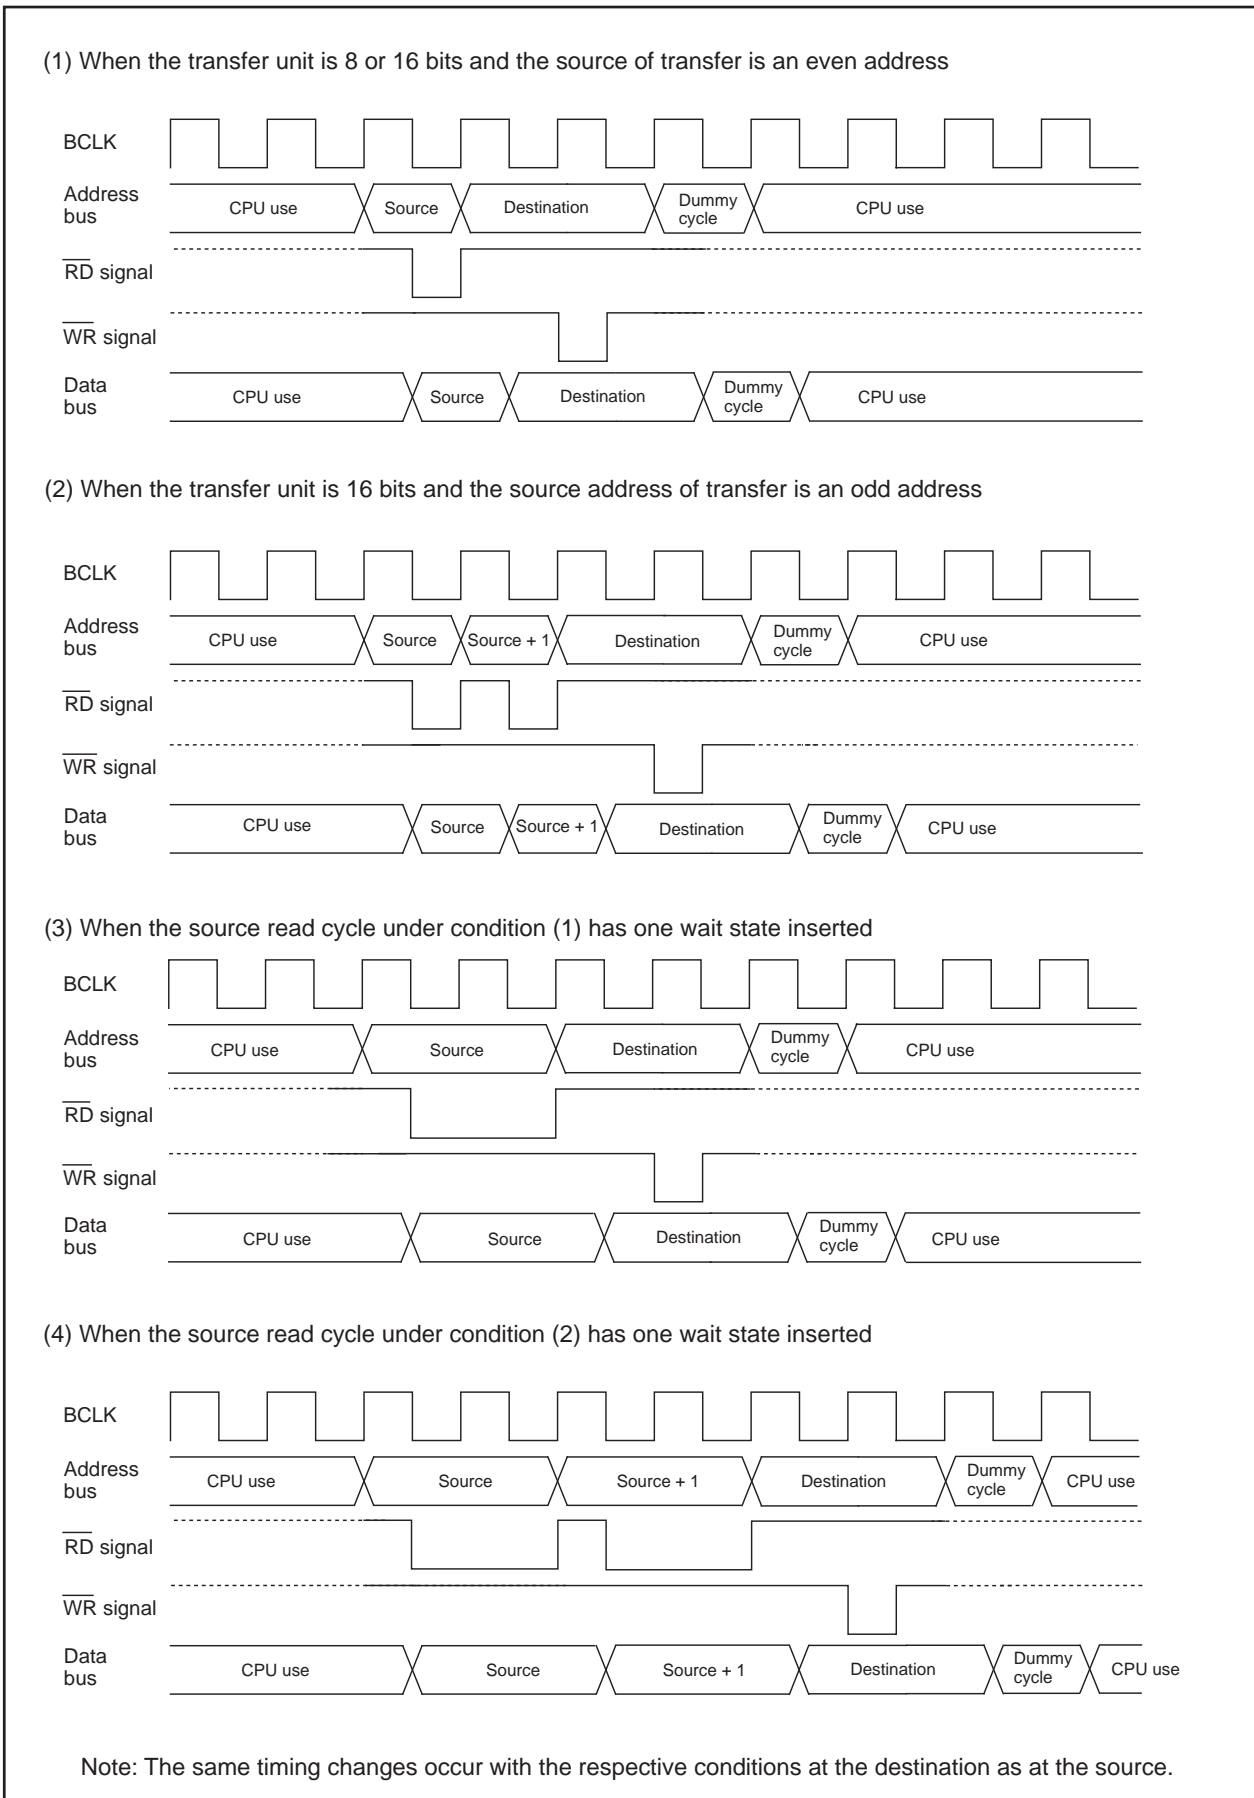 (1) When the transfer unit is 8 or 16 bits and the source of transfer is an even address
BCLK
Address bus
CPU use Source Destination Dummy cycle CPU use
RD signal
WR signal
Data bus
CPU use Source Destination Dummy cycle CPU use
(2) When the transfer unit is 16 bits and the source address of transfer is an odd address
BCLK
Address bus
CPU use Source Source + 1 Destination Dummy cycle CPU use
RD signal
WR signal
Data bus
CPU use Source Source + 1 Destination Dummy cycle CPU use
(3) When the source read cycle under condition (1) has one wait state inserted
BCLK
Address bus
CPU use Source Destination Dummy cycle CPU use
RD signal
WR signal
Data bus
CPU use Source Destination Dummy cycle CPU use
(4) When the source read cycle under condition (2) has one wait state inserted
BCLK
Address bus
CPU use Source Source + 1 Destination Dummy cycle CPU use
RD signal
WR signal
Data bus
CPU use Source Source + 1 Destination Dummy cycle CPU use
Note: The same timing changes occur with the respective conditions at the destination as at the source.